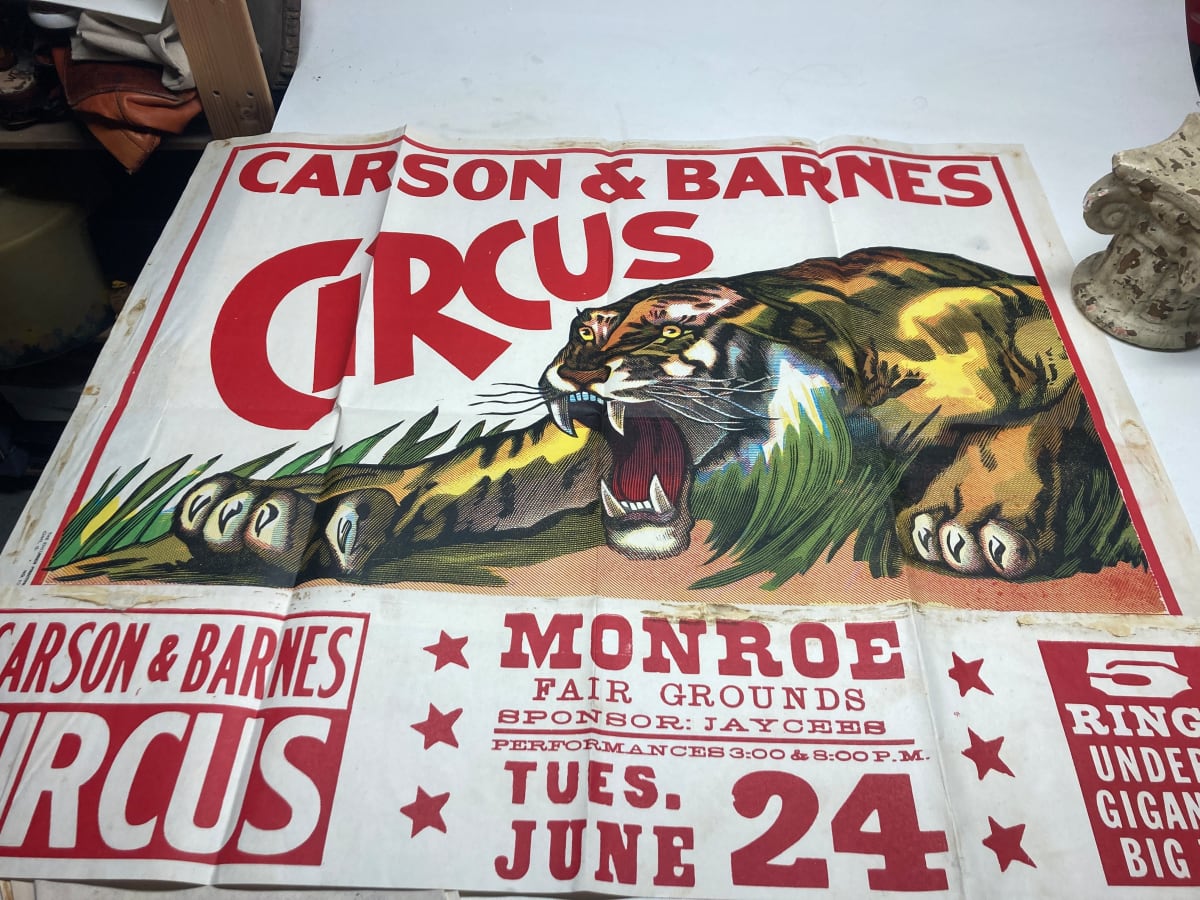 CARSON & BARNES
CIRCUS
CARSON & BARNES
CIRCUS
MONROE
FAIR GROUNDS
SPONSOR: JAYCEES
PERFORMANCES 3:00 & 8:00 P.M.
TUES.
JUNE 24
5
RING
UNDER
GIGAN
BIG